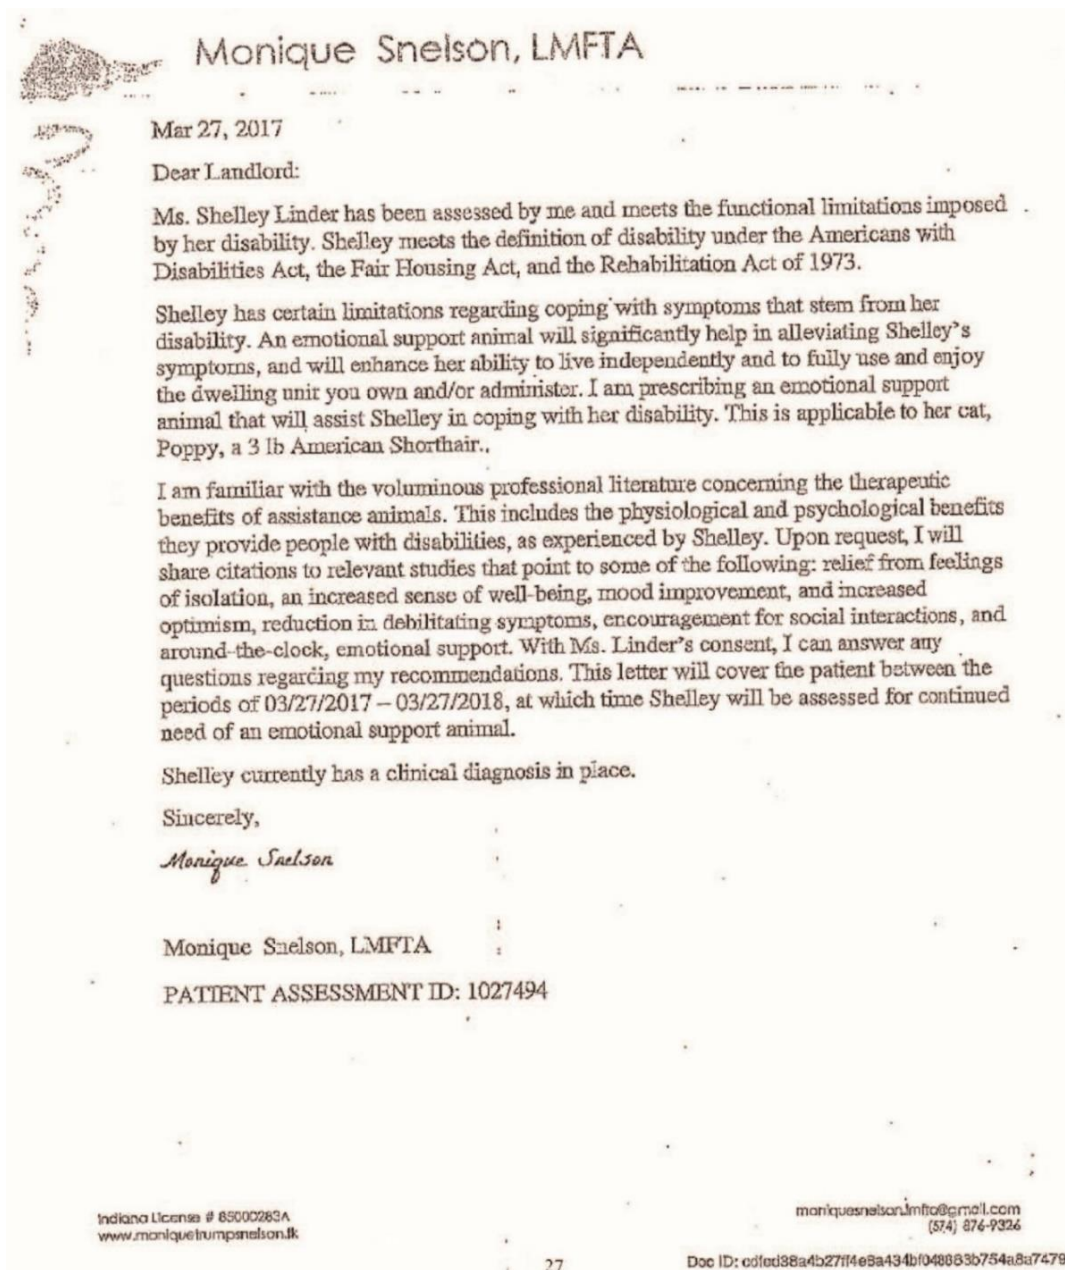 Monique Snelson, LMFTA
Mar 27, 2017
Dear Landlord:
Ms. Shelley Linder has been assessed by me and meets the functional limitations imposed
by her disability. Shelley meets the definition of disability under the Americans with
Disabilities Act, the Fair Housing Act, and the Rehabilitation Act of 1973.
Shelley has certain limitations regarding coping with symptoms that stem from her
disability. An emotional support animal will significantly help in alleviating Shelley's
symptoms, and will enhance her ability to live independently and to fully use and enjoy
the dwelling unit you own and/or administer. I am prescribing an emotional support
animal that will assist Shelley in coping with her disability. This is applicable to her cat,
Poppy, a 3 lb American Shorthair.,
I am familiar with the voluminous professional literature concerning the therapeutic
benefits of assistance animals. This includes the physiological and psychological benefits
they provide people with disabilities, as experienced by Shelley. Upon request, I will
share citations to relevant studies that point to some of the following: relief from feelings
of isolation, an increased sense of well-being, mood improvement, and increased
optimism, reduction in debilitating symptoms, encouragement for social interactions, and
around-the-clock, emotional support. With Ms. Linder's consent, I can answer any
questions regarding my recommendations. This letter will cover the patient between the
periods of 03/27/2017 – 03/27/2018, at which time Shelley will be assessed for continued
need of an emotional support animal.
Shelley currently has a clinical diagnosis in place.
Sincerely,
Monique Snelson
Monique Snelson, LMFTA
PATIENT ASSESSMENT ID: 1027494
Indiana License # 85000283A
www.moniquetrumpsnelson.tk
moniquesnelson.lmfta@gmail.com
(574) 876-9326
27
Doc ID: